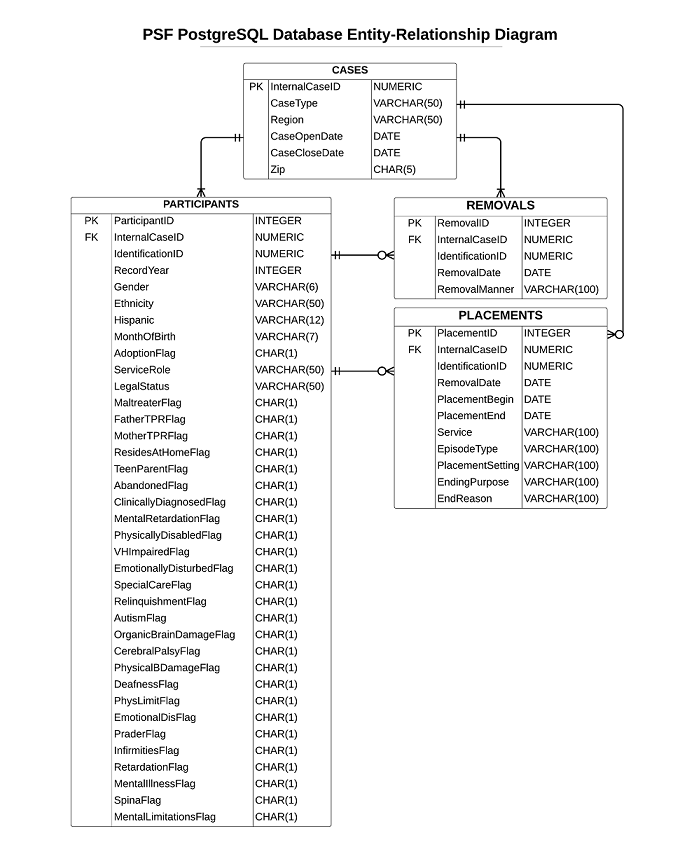 PSF PostgreSQL Database Entity-Relationship Diagram
CASES
PK InternalCaseID NUMERIC
CaseType VARCHAR(50)
Region VARCHAR(50)
CaseOpenDate DATE
CaseCloseDate DATE
Zip CHAR(5)
PARTICIPANTS
PK ParticipantID INTEGER
FK InternalCaseID NUMERIC
IdentificationID NUMERIC
RecordYear INTEGER
Gender VARCHAR(6)
Ethnicity VARCHAR(50)
Hispanic VARCHAR(12)
MonthOfBirth VARCHAR(7)
AdoptionFlag CHAR(1)
ServiceRole VARCHAR(50)
LegalStatus VARCHAR(50)
MaltreaterFlag CHAR(1)
FatherTPRFlag CHAR(1)
MotherTPRFlag CHAR(1)
ResidesAtHomeFlag CHAR(1)
TeenParentFlag CHAR(1)
AbandonedFlag CHAR(1)
ClinicallyDiagnosedFlag CHAR(1)
MentalRetardationFlag CHAR(1)
PhysicallyDisabledFlag CHAR(1)
VHImpairedFlag CHAR(1)
EmotionallyDisturbedFlag CHAR(1)
SpecialCareFlag CHAR(1)
RelinquishmentFlag CHAR(1)
AutismFlag CHAR(1)
OrganicBrainDamageFlag CHAR(1)
CerebralPalsyFlag CHAR(1)
PhysicalBDamageFlag CHAR(1)
DeafnessFlag CHAR(1)
PhysLimitFlag CHAR(1)
EmotionalDisFlag CHAR(1)
PraderFlag CHAR(1)
InfirmitiesFlag CHAR(1)
RetardationFlag CHAR(1)
MentalIllnessFlag CHAR(1)
SpinaFlag CHAR(1)
MentalLimitationsFlag CHAR(1)
REMOVALS
PK RemovalID INTEGER
FK InternalCaseID NUMERIC
IdentificationID NUMERIC
RemovalDate DATE
RemovalManner VARCHAR(100)
PLACEMENTS
PK PlacementID INTEGER
FK InternalCaseID NUMERIC
IdentificationID NUMERIC
RemovalDate DATE
PlacementBegin DATE
PlacementEnd DATE
Service VARCHAR(100)
EpisodeType VARCHAR(100)
PlacementSetting VARCHAR(100)
EndingPurpose VARCHAR(100)
EndReason VARCHAR(100)